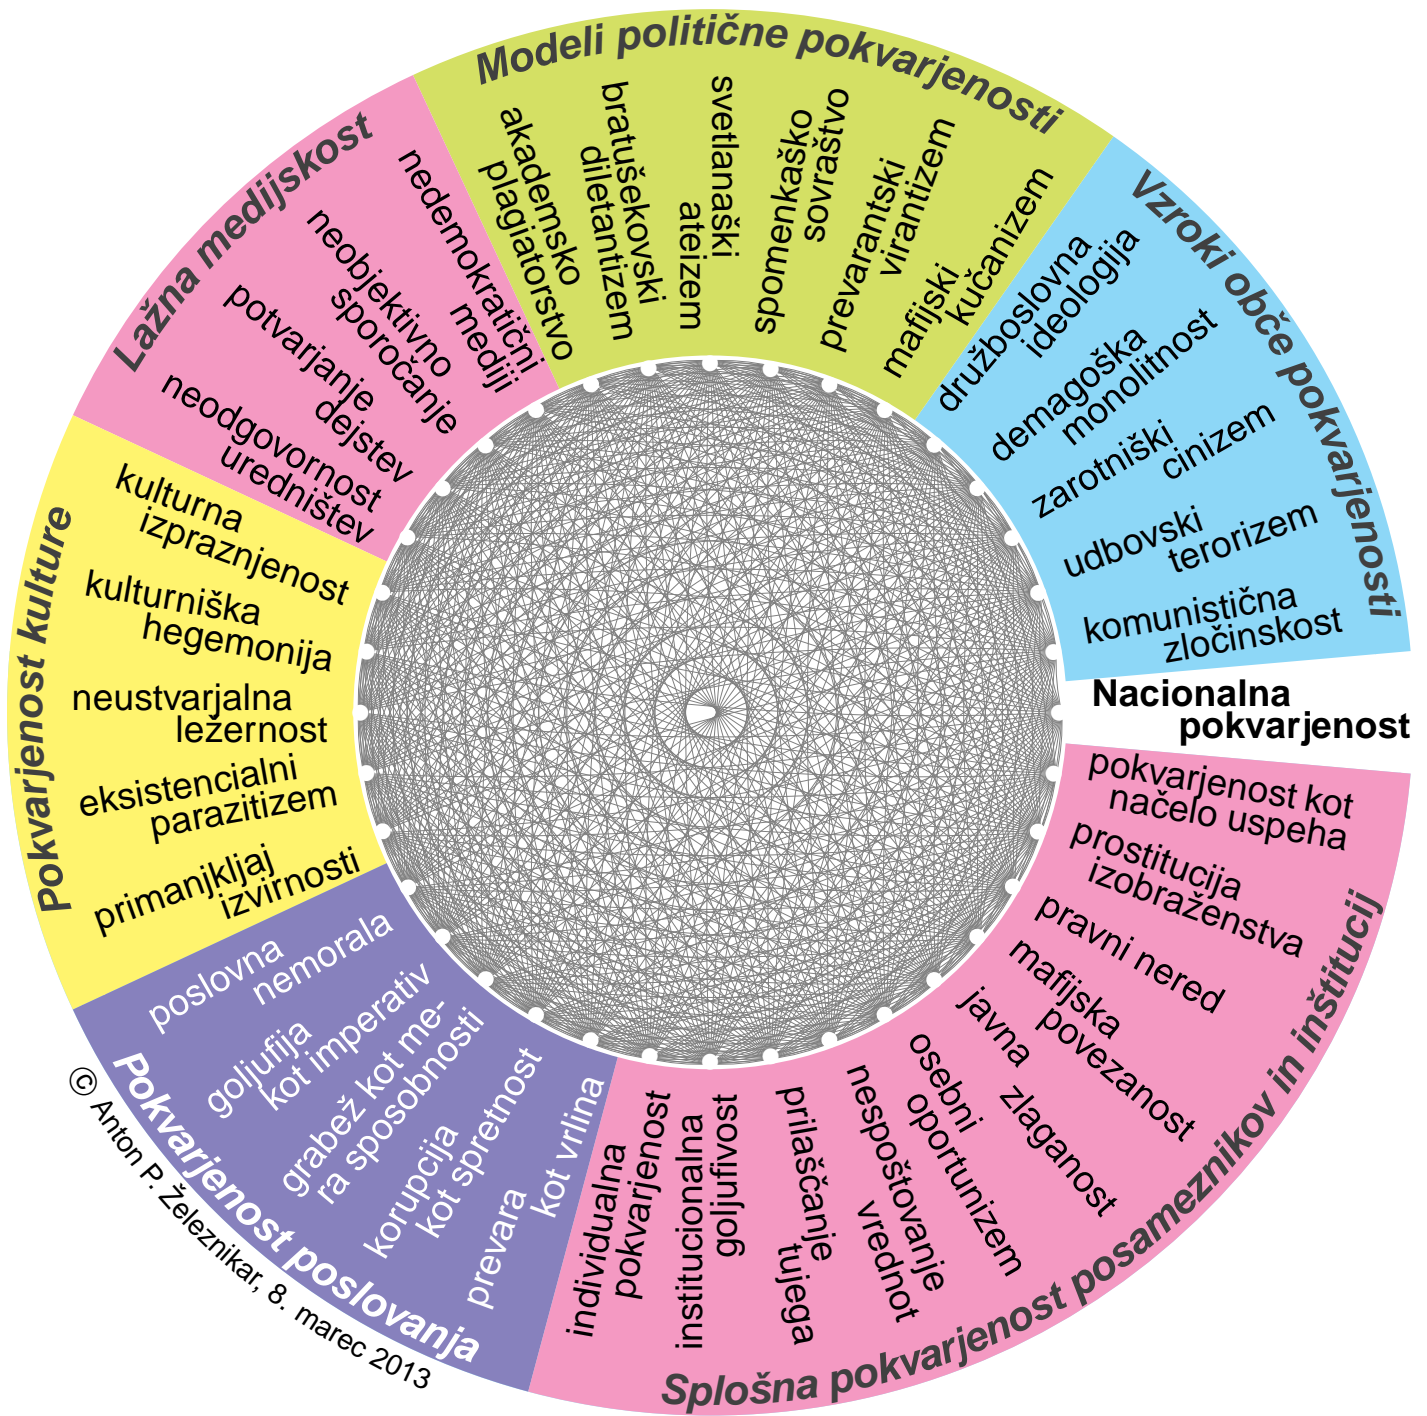 Modeli politične pokvarjenosti
akademsko
plagiatorstvo
bratušekovski
diletantizem
svetlanaški
ateizem
spomenkaško
sovraštvo
prevarantski
virantizem
mafijski
kučanizem
Vzroki obče pokvarjenosti
družboslovna
ideologija
demagoška
monolitnost
zarotniški
cinizem
udbovski
terorizem
komunistična
zločinskost
Nacionalna
pokvarjenost
Splošna pokvarjenost posameznikov in inštitucij
pokvarjenost kot
načelo uspeha
prostitucija
izobraženstva
pravni nered
mafijska
povezanost
javna
zlaganost
osebni
oportunizem
nespoštovanje
vrednot
prilaščanje
tujega
institucionalna
goljufivost
individualna
pokvarjenost
Pokvarjenost poslovanja
prevara
kot vrlina
korupcija
kot spretnost
grabež kot me-
ra sposobnosti
goljufija
kot imperativ
poslovna
nemorala
Pokvarjenost kulture
primanjkljaj
izvirnosti
eksistencialni
parazitizem
neustvarjalna
ležernost
kulturniška
hegemonija
kulturna
izpraznjenost
Lažna medijskost
neodgovornost
uredništev
potvarjanje
dejstev
neobjektivno
sporočanje
nedemokratični
mediji
© Anton P. Železnikar, 8. marec 2013